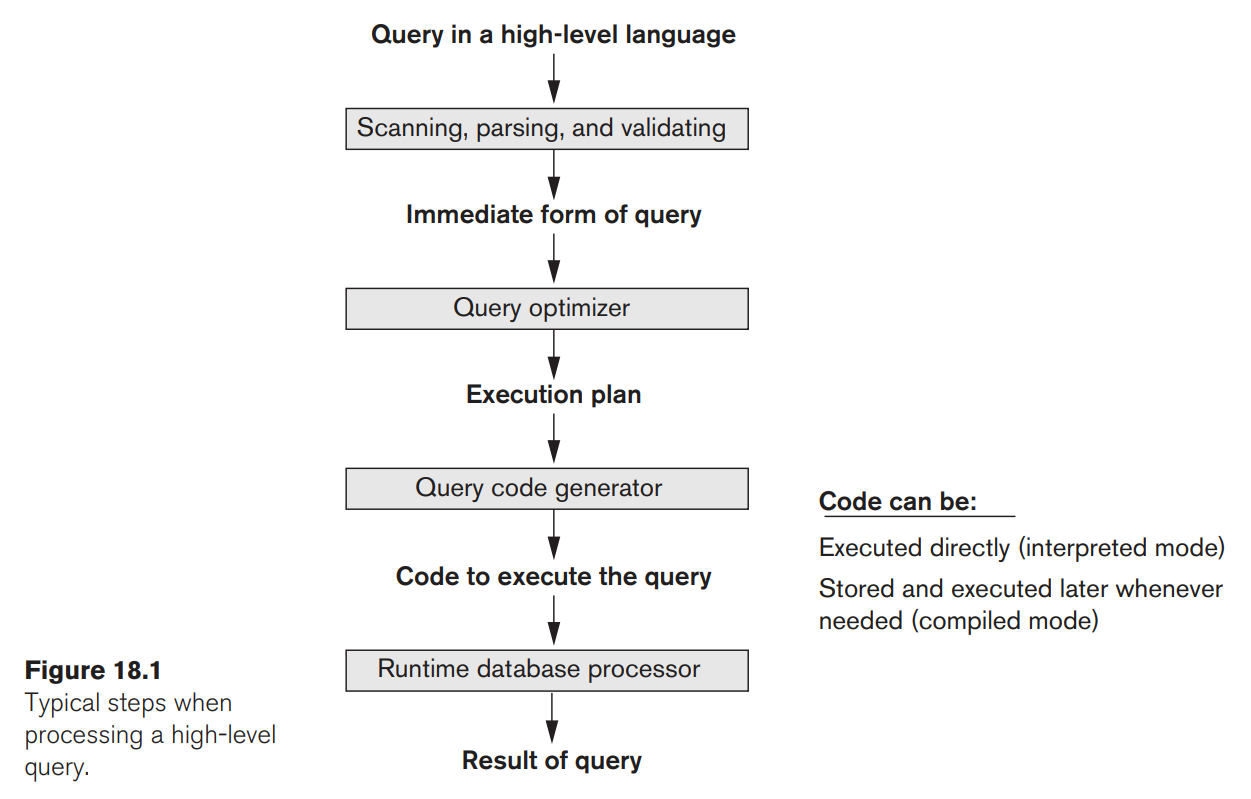 Query in a high-level language
Scanning, parsing, and validating
Immediate form of query
Query optimizer
Execution plan
Query code generator
Code to execute the query
Runtime database processor
Result of query
Code can be:
Executed directly (interpreted mode)
Stored and executed later whenever
needed (compiled mode)
Figure 18.1
Typical steps when
processing a high-level
query.